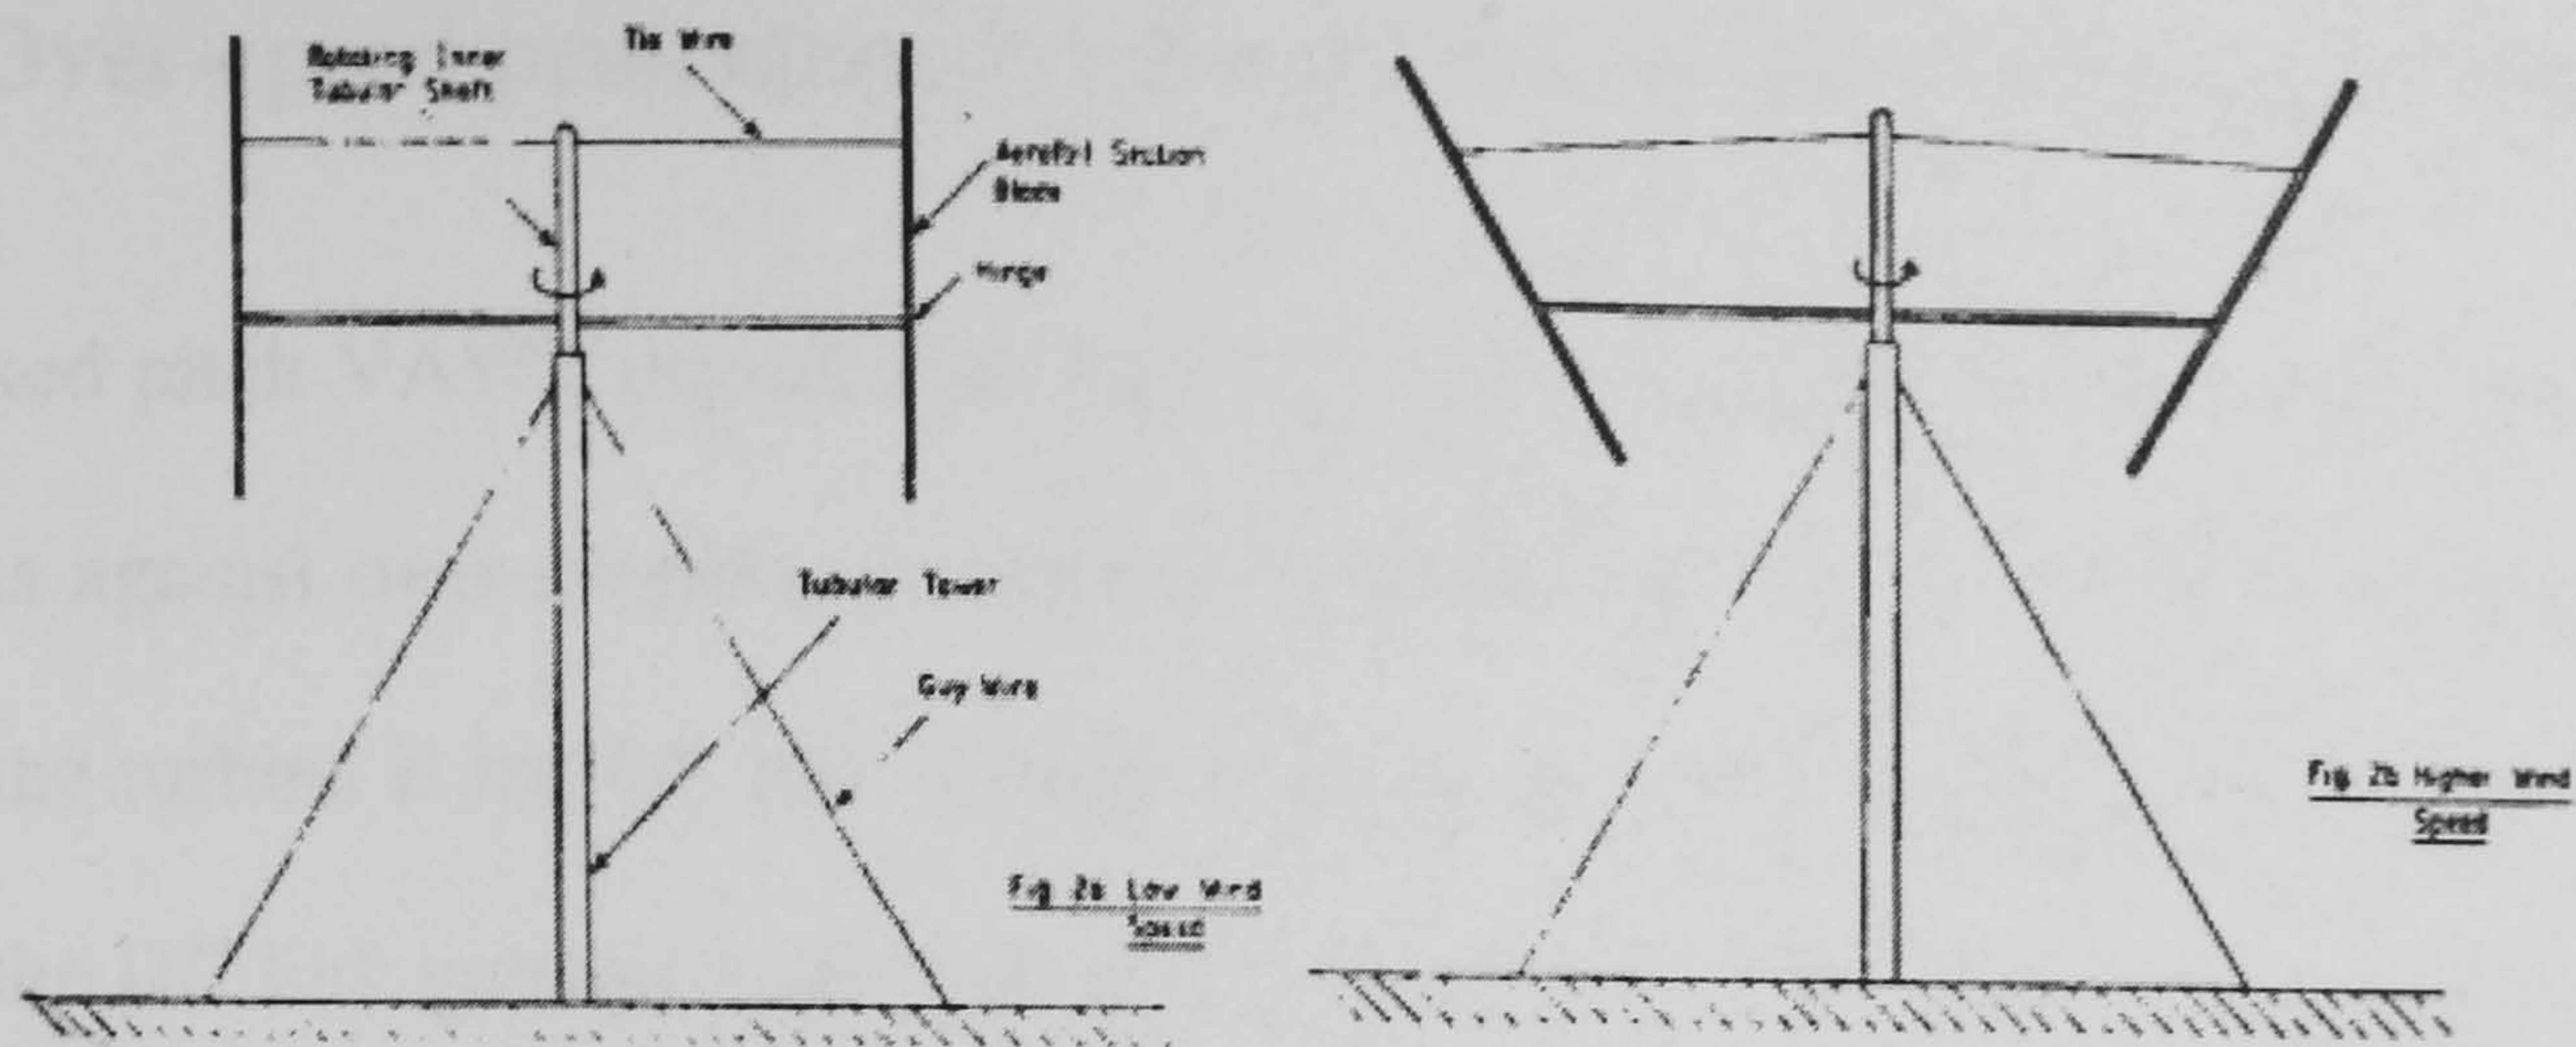 Rotating Inner
Tubular Shaft
Tie Wire
Aerofoil Section
Blade
Hinge
Tubular Tower
Guy Wire
Fig 2a Low Wind
Speed
Fig 2b Higher Wind
Speed